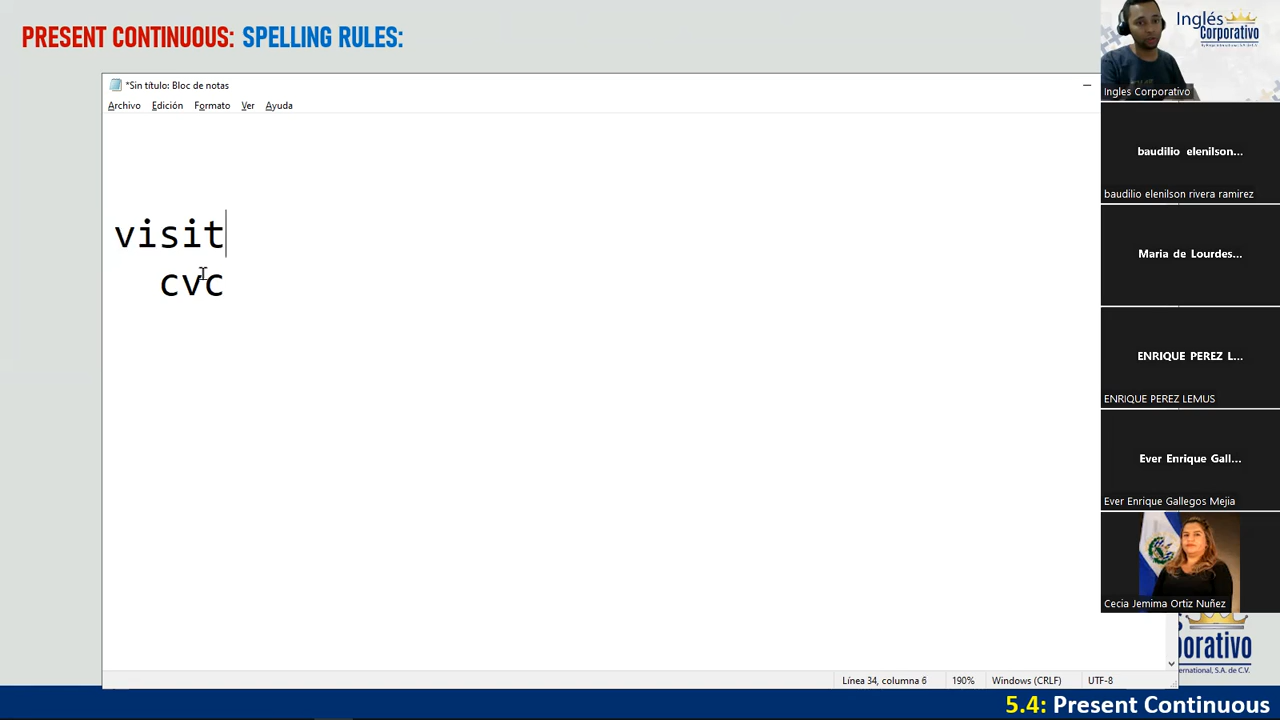 PRESENT CONTINUOUS: SPELLING RULES:
*Sin título: Bloc de notas
Archivo Edición Formato Ver Ayuda
visit
cvc
Línea 34, columna 6 190% Windows (CRLF) UTF-8
Inglés
Corporativo
Ingles Corporativo
baudilio elenilson...
baudilio elenilson rivera ramirez
Maria de Lourdes...
ENRIQUE PEREZ L...
ENRIQUE PEREZ LEMUS
Ever Enrique Gall...
Ever Enrique Gallegos Mejia
Cecia Jemima Ortiz Nuñez
orporativo
International, S.A. de C.V.
5.4: Present Continuous